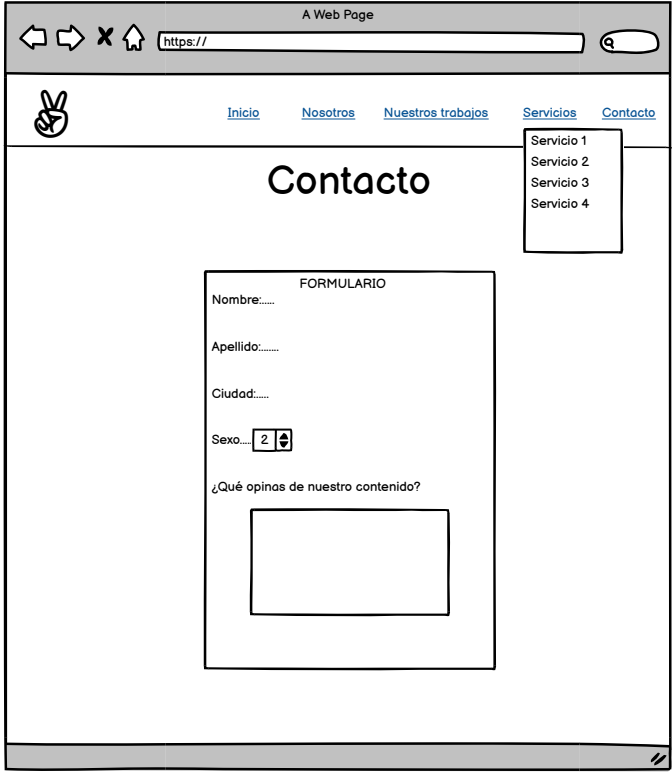 A Web Page
https://
Inicio Nosotros Nuestros trabajos Servicios Contacto
Servicio 1
Servicio 2
Servicio 3
Servicio 4
Contacto
FORMULARIO
Nombre:.....
Apellido:.......
Ciudad:.....
Sexo..... 2
¿Qué opinas de nuestro contenido?